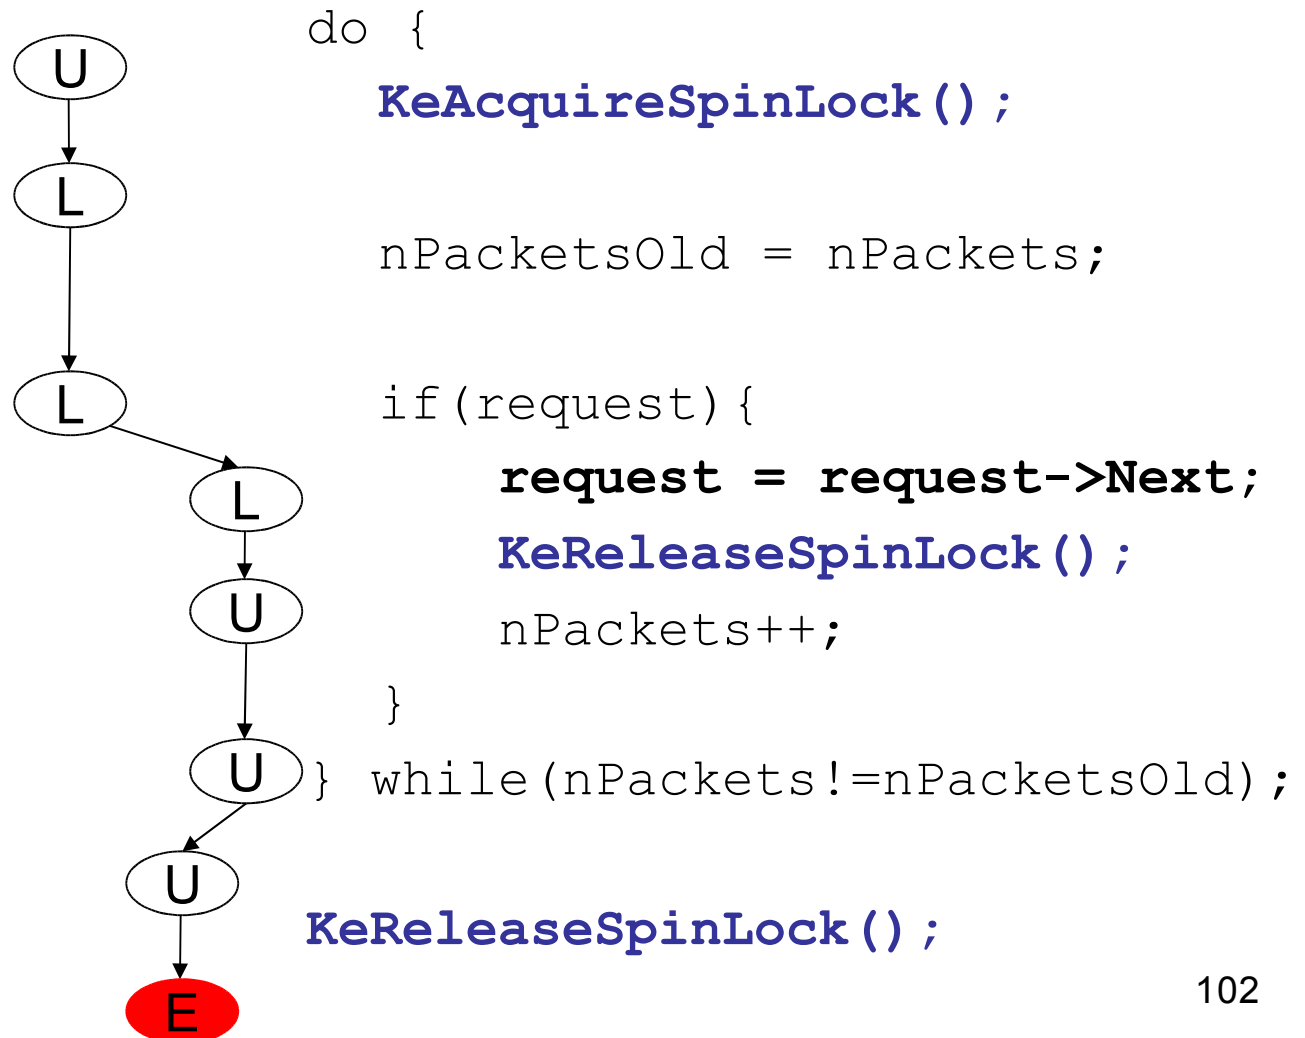 do {
U
KeAcquireSpinLock();
L
nPacketsOld = nPackets;
L
if(request){
request = request->Next;
L
KeReleaseSpinLock();
U
nPackets++;
}
U
} while(nPackets!=nPacketsOld);
U
KeReleaseSpinLock();
E
102